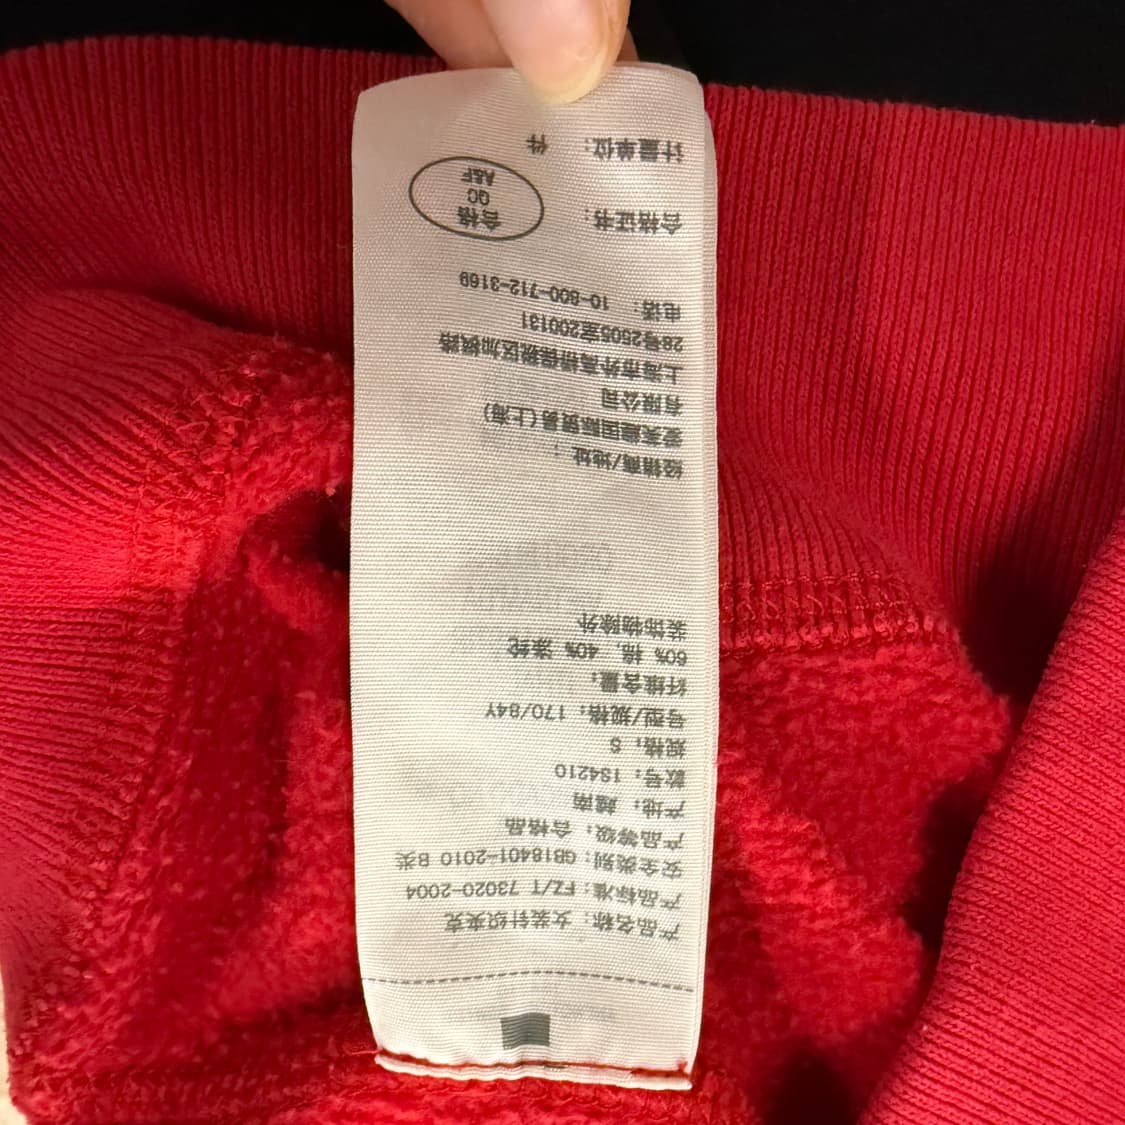 产品名称：女装针织夹克
产品标准：FZ/T 73020-2004
安全类别：GB18401-2010 B类
产品等级：合格品
产地：越南
款号：134210
规格：S
号型/规格：170/84Y
纤维含量：
60% 棉，40% 涤纶
装饰物除外
经销商/地址：
爱芙趣国际贸易(上海)
有限公司
上海市外高桥保税区加枫路
28号2505室200131
电话：10-800-712-3169
合格证书：
合格
QC
A&F
计量单位：件